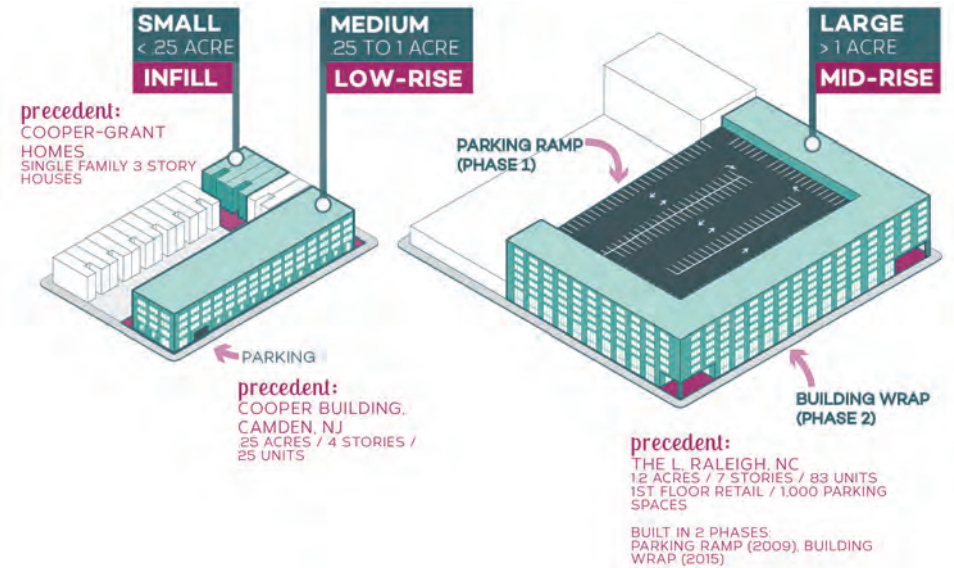 SMALL
< .25 ACRE
INFILL
precedent:
COOPER-GRANT
HOMES
SINGLE FAMILY 3 STORY
HOUSES
MEDIUM
.25 TO 1 ACRE
LOW-RISE
PARKING
precedent:
COOPER BUILDING,
CAMDEN, NJ
.25 ACRES / 4 STORIES /
25 UNITS
LARGE
> 1 ACRE
MID-RISE
PARKING RAMP
(PHASE 1)
BUILDING WRAP
(PHASE 2)
precedent:
THE L, RALEIGH, NC
1.2 ACRES / 7 STORIES / 83 UNITS
1ST FLOOR RETAIL / 1,000 PARKING
SPACES
BUILT IN 2 PHASES:
PARKING RAMP (2009), BUILDING
WRAP (2015)